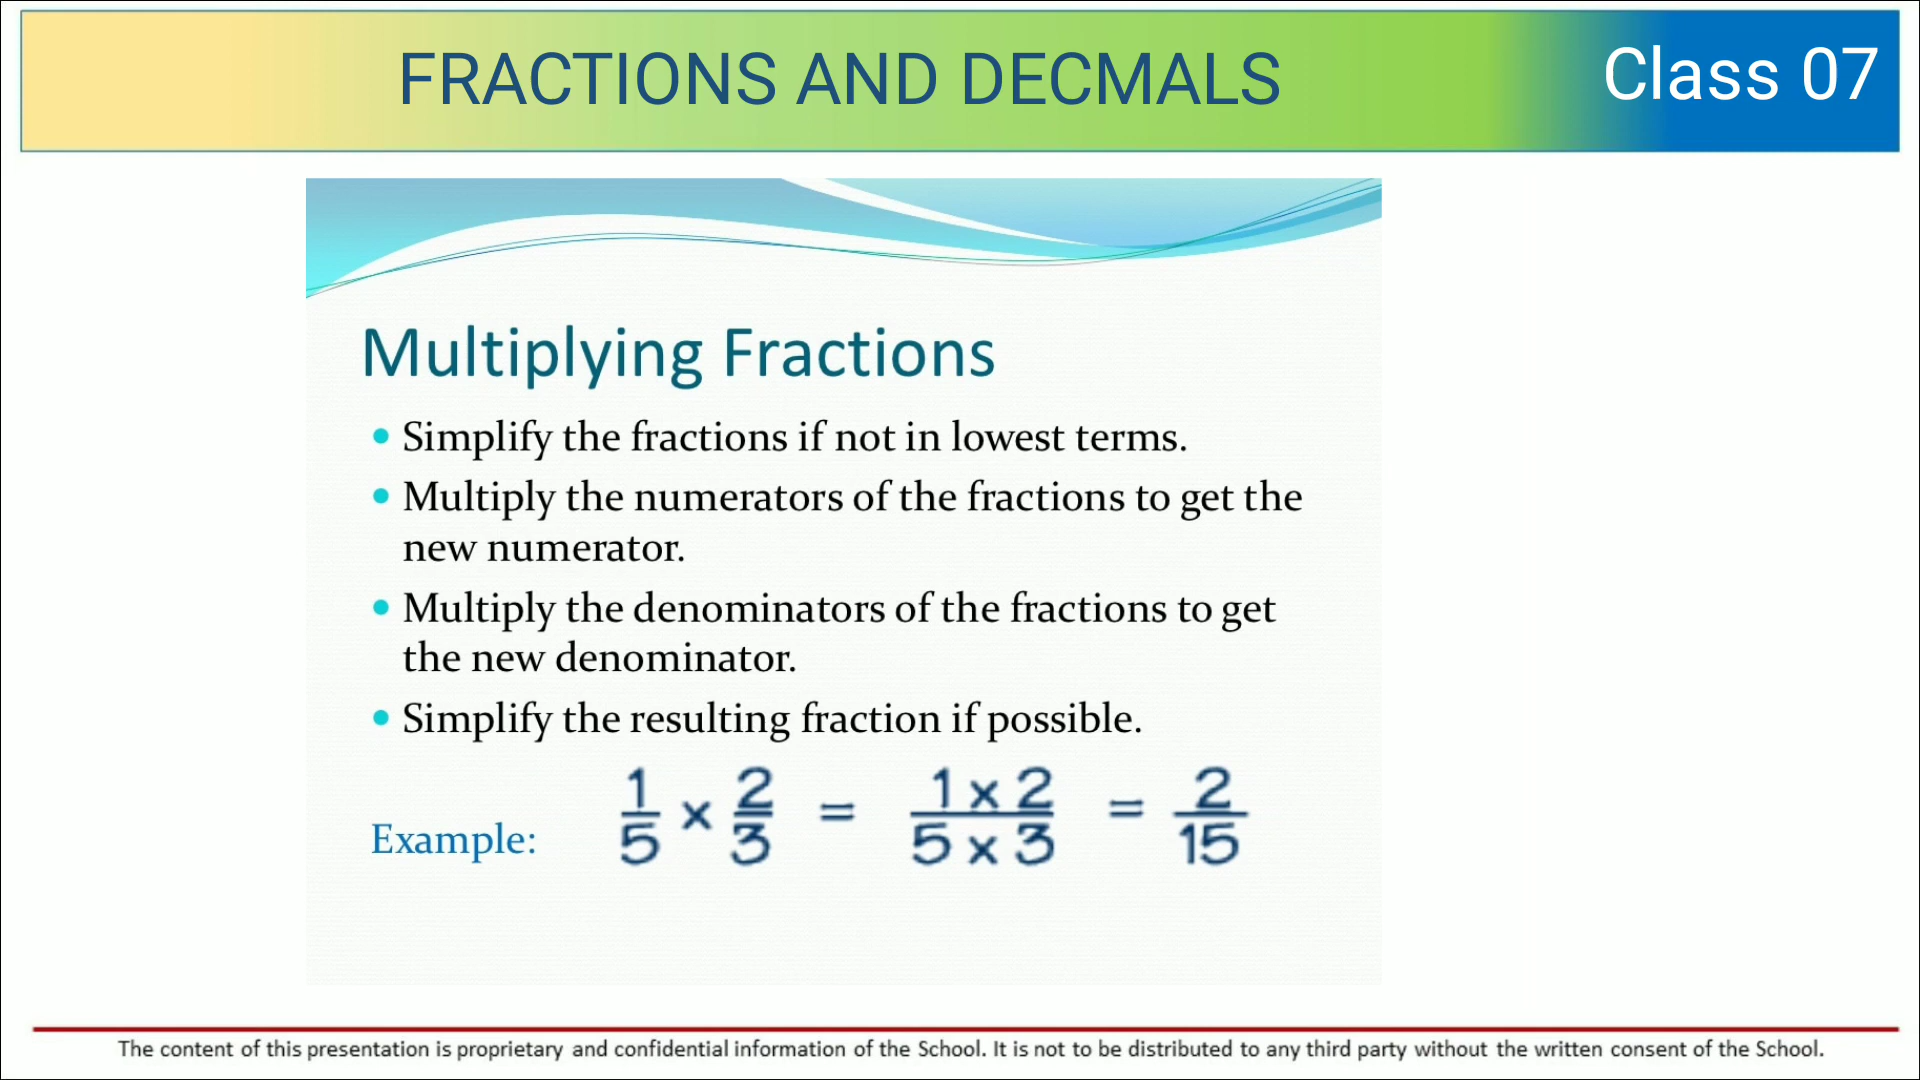 FRACTIONS AND DECMALS
Class 07
Multiplying Fractions
• Simplify the fractions if not in lowest terms.
• Multiply the numerators of the fractions to get the
new numerator.
• Multiply the denominators of the fractions to get
the new denominator.
• Simplify the resulting fraction if possible.
Example: 1/5 x 2/3 = 1 x 2/5 x 3 = 2/15
The content of this presentation is proprietary and confidential information of the School. It is not to be distributed to any third party without the written consent of the School.